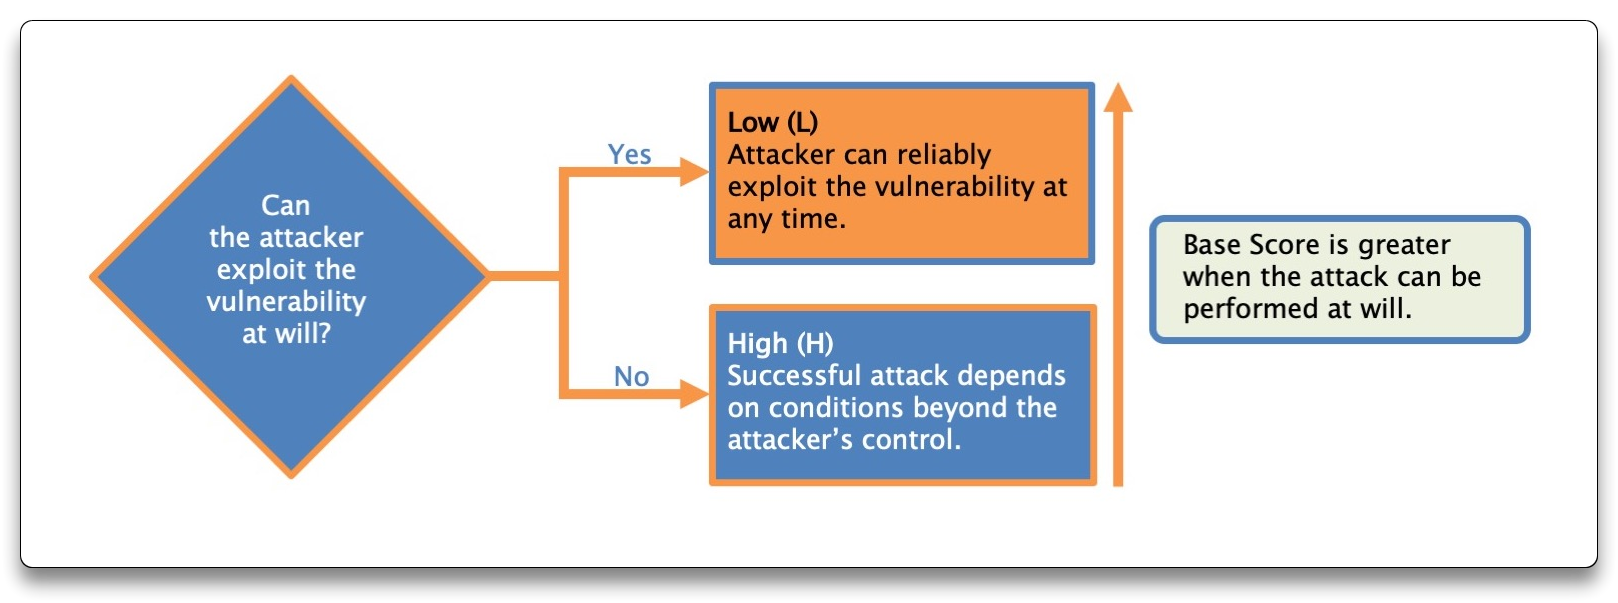 Can
the attacker
exploit the
vulnerability
at will?
Yes
Low (L)
Attacker can reliably
exploit the vulnerability at
any time.
No
High (H)
Successful attack depends
on conditions beyond the
attacker’s control.
Base Score is greater
when the attack can be
performed at will.